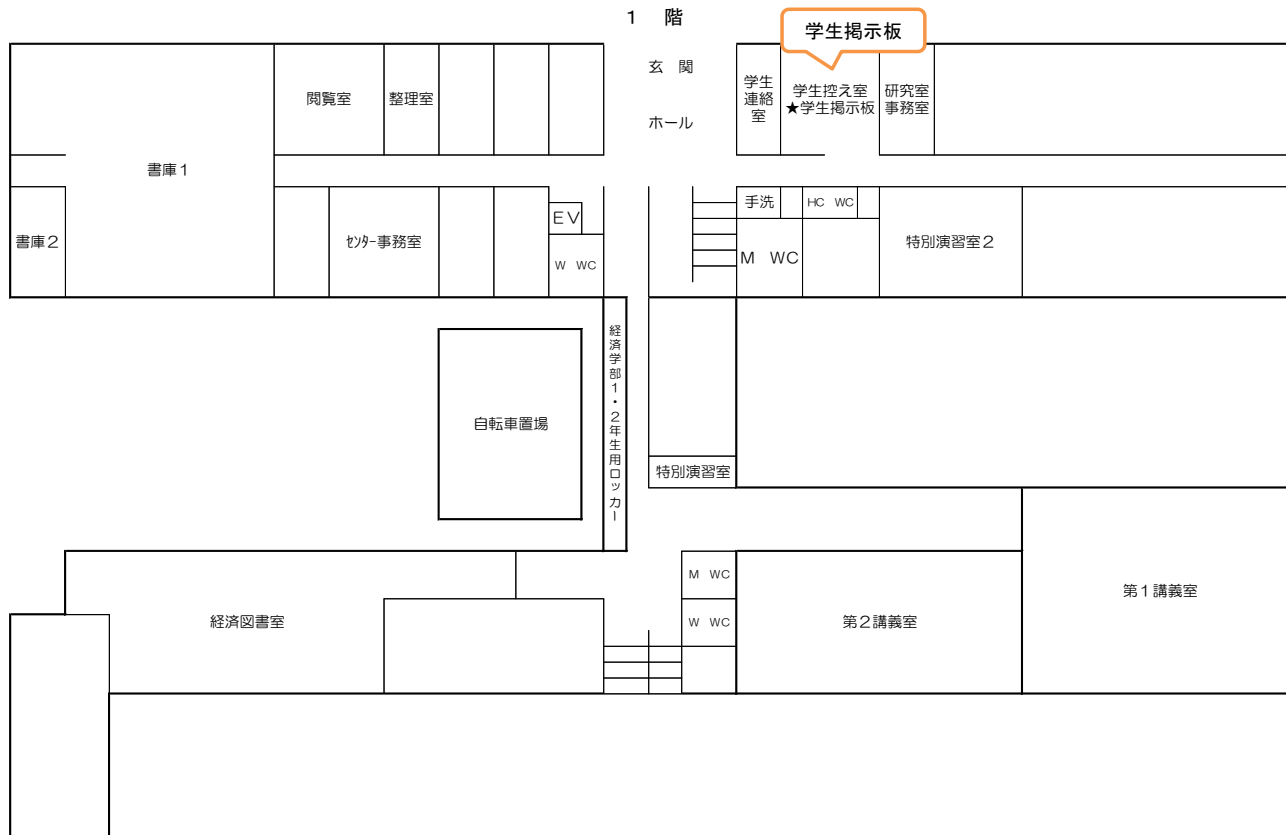 1 階
学生掲示板
玄 関
ホール
学生
連絡
室
学生控え室
★学生掲示板
研究室
事務室
閲覧室
整理室
書庫1
書庫2
センター事務室
EV
W WC
手洗
HC WC
M WC
特別演習室2
経済学部1・2年生用ロッカー
自転車置場
特別演習室
M WC
W WC
経済図書室
第2講義室
第1講義室